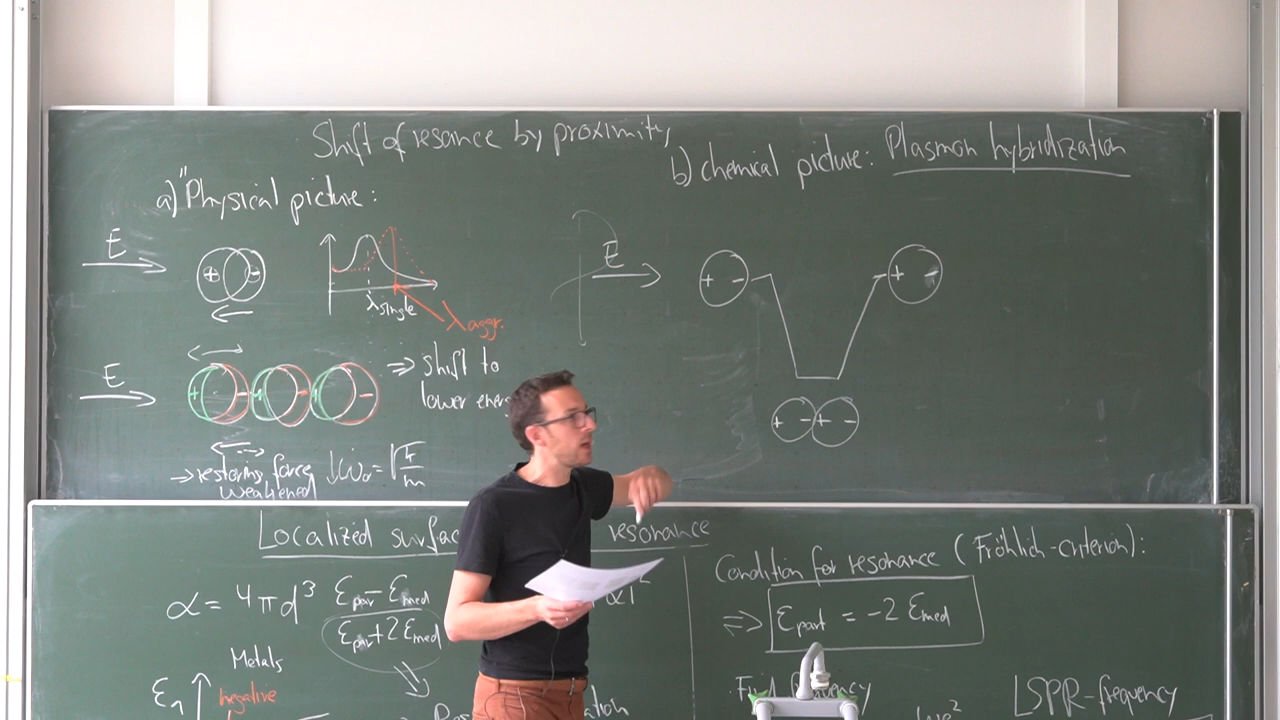 Shift of resonance by proximity
a) "Physical picture:
b) chemical picture: Plasmon hybridization
E
+ -
λsingle
λaggr.
E
+ -
+ -
E
+ - + - + -
⇒ shift to
lower ener
+ - + -
→ restoring force
weakened
↓ω₀ = √k/m
Localized surfac
resonance
α = 4πd³ (εpar - εmed)/(εpar + 2εmed)
Condition for resonance (Fröhlich-criterion):
⇒ εpart = -2 εmed
Metals
ε₁
negative
frequency
LSPR-frequency